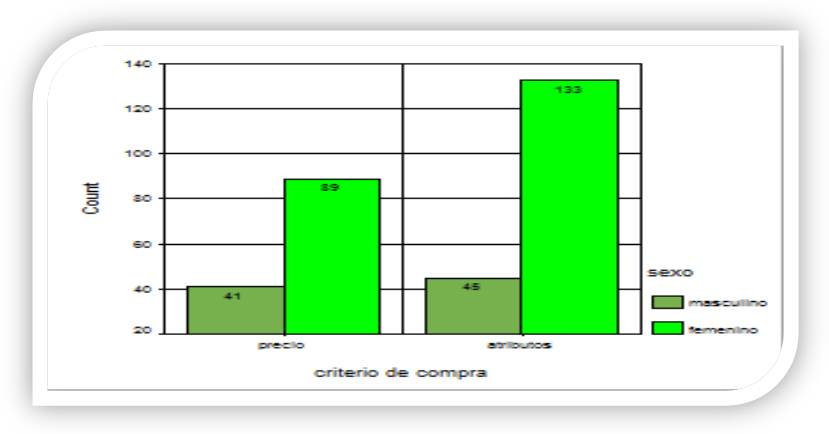 140
120
100
80
60
40
20
Count
41
89
45
133
precio
atributos
criterio de compra
sexo
masculino
femenino